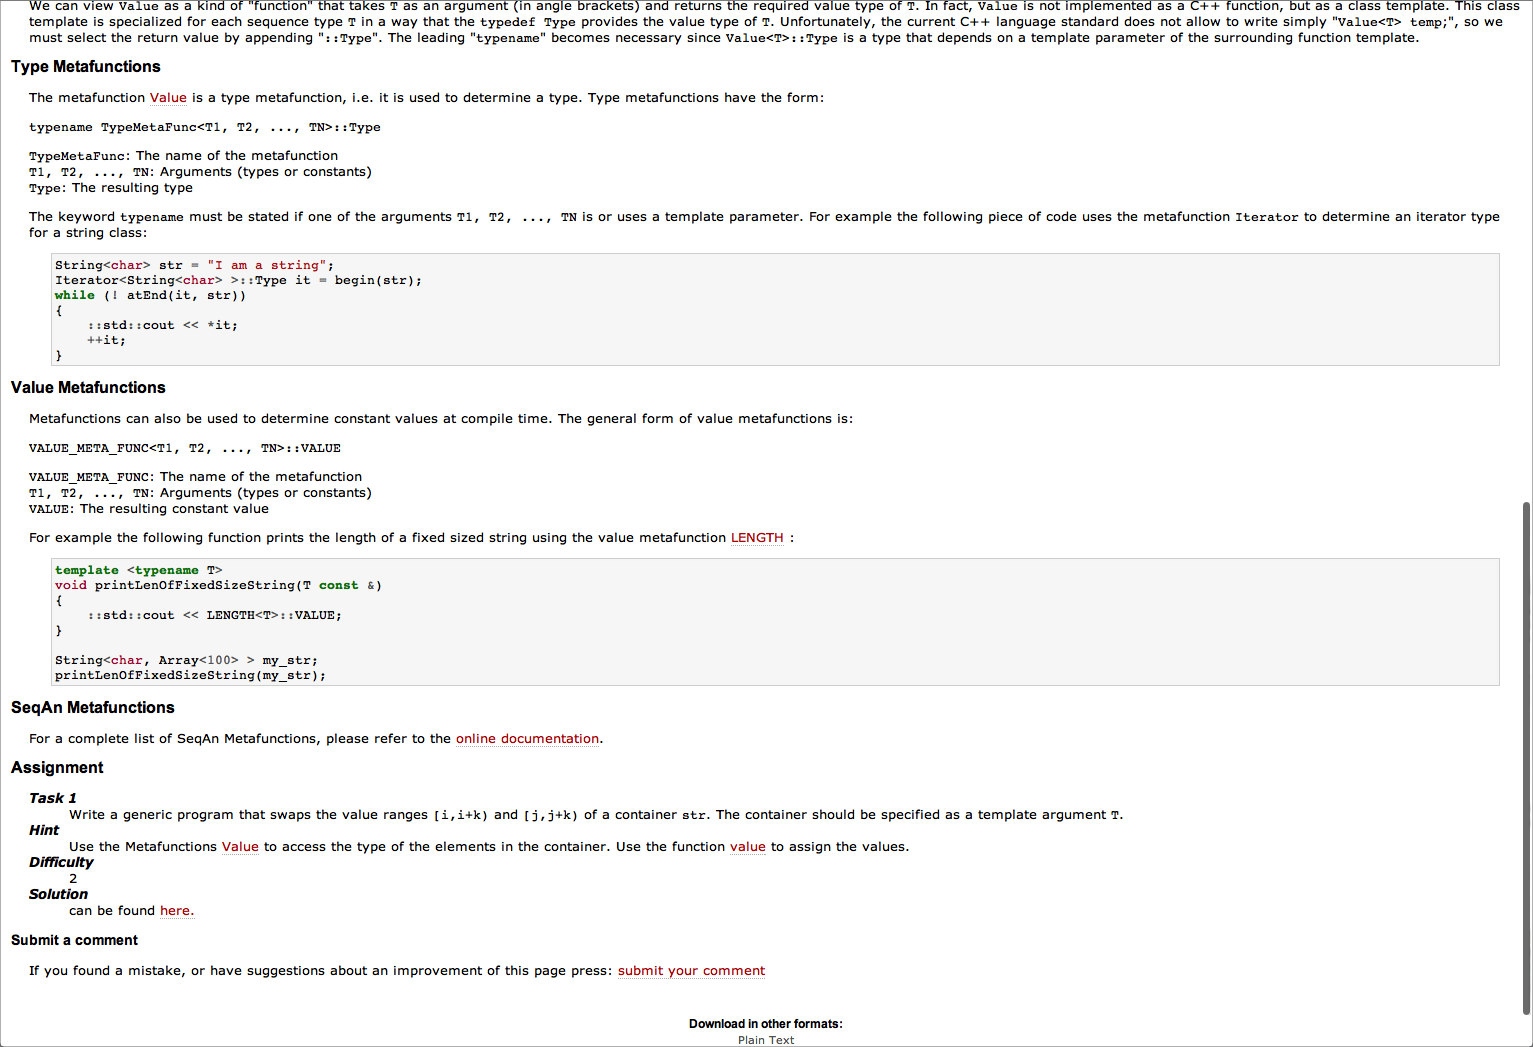 We can view Value as a kind of "function" that takes T as an argument (in angle brackets) and returns the required value type of T. In fact, Value is not implemented as a C++ function, but as a class template. This class
template is specialized for each sequence type T in a way that the typedef Type provides the value type of T. Unfortunately, the current C++ language standard does not allow to write simply "Value<T> temp;", so we
must select the return value by appending "::Type". The leading "typename" becomes necessary since Value<T>::Type is a type that depends on a template parameter of the surrounding function template.
Type Metafunctions
The metafunction Value is a type metafunction, i.e. it is used to determine a type. Type metafunctions have the form:
typename TypeMetaFunc<T1, T2, ..., TN>::Type
TypeMetaFunc: The name of the metafunction
T1, T2, ..., TN: Arguments (types or constants)
Type: The resulting type
The keyword typename must be stated if one of the arguments T1, T2, ..., TN is or uses a template parameter. For example the following piece of code uses the metafunction Iterator to determine an iterator type
for a string class:
String<char> str = "I am a string";
Iterator<String<char> >::Type it = begin(str);
while (! atEnd(it, str))
{
    ::std::cout << *it;
    ++it;
}
Value Metafunctions
Metafunctions can also be used to determine constant values at compile time. The general form of value metafunctions is:
VALUE_META_FUNC<T1, T2, ..., TN>::VALUE
VALUE_META_FUNC: The name of the metafunction
T1, T2, ..., TN: Arguments (types or constants)
VALUE: The resulting constant value
For example the following function prints the length of a fixed sized string using the value metafunction LENGTH :
template <typename T>
void printLenOfFixedSizeString(T const &)
{
    ::std::cout << LENGTH<T>::VALUE;
}
String<char, Array<100> > my_str;
printLenOfFixedSizeString(my_str);
SeqAn Metafunctions
For a complete list of SeqAn Metafunctions, please refer to the online documentation.
Assignment
Task 1
Write a generic program that swaps the value ranges [i,i+k) and [j,j+k) of a container str. The container should be specified as a template argument T.
Hint
Use the Metafunctions Value to access the type of the elements in the container. Use the function value to assign the values.
Difficulty
2
Solution
can be found here.
Submit a comment
If you found a mistake, or have suggestions about an improvement of this page press: submit your comment
Download in other formats:
Plain Text